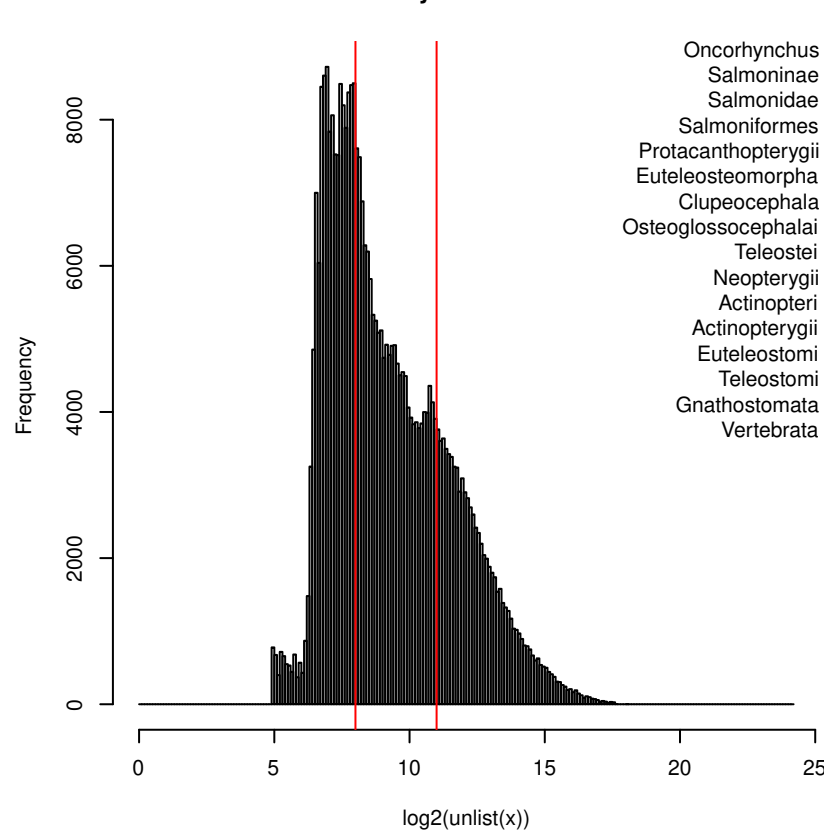 Oncorhynchus
Salmoninae
Salmonidae
Salmoniformes
Protacanthopterygii
Euteleosteomorpha
Clupeocephala
Osteoglossocephalai
Teleostei
Neopterygii
Actinopteri
Actinopterygii
Euteleostomi
Teleostomi
Gnathostomata
Vertebrata
Frequency
8000
6000
4000
2000
0
0 5 10 15 20 25
log2(unlist(x))